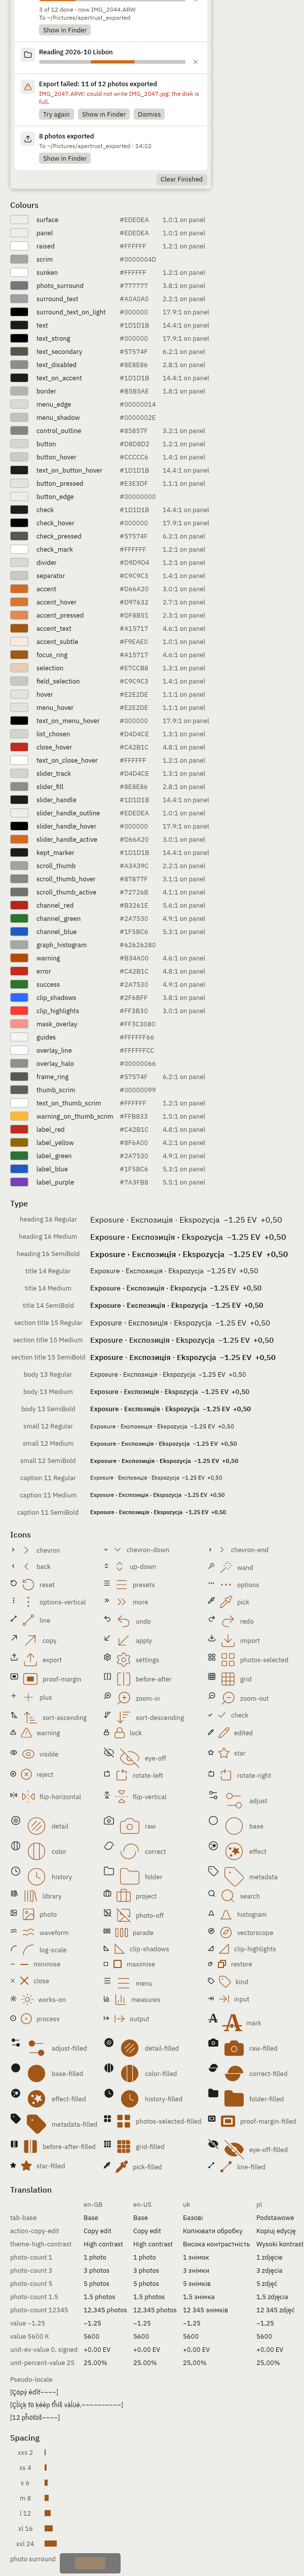 3 of 12 done · now IMG_2044.ARW
To ~/Pictures/apertrust_exported
Show in Finder
Reading 2026-10 Lisbon
Export failed: 11 of 12 photos exported
IMG_2047.ARW: could not write IMG_2047.jpg: the disk is full.
Try again Show in Finder Dismiss
8 photos exported
To ~/Pictures/apertrust_exported · 14:02
Show in Finder
Clear Finished
Colours
surface #EDEDEA 1.0:1 on panel
panel #EDEDEA 1.0:1 on panel
raised #FFFFFF 1.2:1 on panel
scrim #0000004D
sunken #FFFFFF 1.2:1 on panel
photo_surround #777777 3.8:1 on panel
surround_text #A0A0A0 2.2:1 on panel
surround_text_on_light #000000 17.9:1 on panel
text #1D1D1B 14.4:1 on panel
text_strong #000000 17.9:1 on panel
text_secondary #57574F 6.2:1 on panel
text_disabled #8E8E86 2.8:1 on panel
text_on_accent #1D1D1B 14.4:1 on panel
border #B5B5AE 1.8:1 on panel
menu_edge #00000014
menu_shadow #0000002E
control_outline #85857F 3.2:1 on panel
button #D8D8D2 1.2:1 on panel
button_hover #CCCCC6 1.4:1 on panel
text_on_button_hover #1D1D1B 14.4:1 on panel
button_pressed #E3E3DF 1.1:1 on panel
button_edge #00000000
check #1D1D1B 14.4:1 on panel
check_hover #000000 17.9:1 on panel
check_pressed #57574F 6.2:1 on panel
check_mark #FFFFFF 1.2:1 on panel
divider #D9D9D4 1.2:1 on panel
separator #C9C9C3 1.4:1 on panel
accent #D66A20 3.0:1 on panel
accent_hover #D97632 2.7:1 on panel
accent_pressed #DF8B51 2.3:1 on panel
accent_text #A15717 4.6:1 on panel
accent_subtle #F9EAE0 1.0:1 on panel
focus_ring #A15717 4.6:1 on panel
selection #E7CCB8 1.3:1 on panel
field_selection #C9C9C3 1.4:1 on panel
hover #E2E2DE 1.1:1 on panel
menu_hover #E2E2DE 1.1:1 on panel
text_on_menu_hover #000000 17.9:1 on panel
list_chosen #D4D4CE 1.3:1 on panel
close_hover #C42B1C 4.8:1 on panel
text_on_close_hover #FFFFFF 1.2:1 on panel
slider_track #D4D4CE 1.3:1 on panel
slider_fill #8E8E86 2.8:1 on panel
slider_handle #1D1D1B 14.4:1 on panel
slider_handle_outline #EDEDEA 1.0:1 on panel
slider_handle_hover #000000 17.9:1 on panel
slider_handle_active #D66A20 3.0:1 on panel
kept_marker #1D1D1B 14.4:1 on panel
scroll_thumb #A3A39C 2.2:1 on panel
scroll_thumb_hover #87877F 3.1:1 on panel
scroll_thumb_active #72726B 4.1:1 on panel
channel_red #B3261E 5.6:1 on panel
channel_green #2A7530 4.9:1 on panel
channel_blue #1F5BC6 5.3:1 on panel
graph_histogram #62626280
warning #B34A00 4.6:1 on panel
error #C42B1C 4.8:1 on panel
success #2A7530 4.9:1 on panel
clip_shadows #2F6BFF 3.8:1 on panel
clip_highlights #FF3B30 3.0:1 on panel
mask_overlay #FF3C3080
guides #FFFFFF66
overlay_line #FFFFFFCC
overlay_halo #00000066
frame_ring #57574F 6.2:1 on panel
thumb_scrim #00000099
text_on_thumb_scrim #FFFFFF 1.2:1 on panel
warning_on_thumb_scrim #FFB833 1.5:1 on panel
label_red #C42B1C 4.8:1 on panel
label_yellow #8F6A00 4.2:1 on panel
label_green #2A7530 4.9:1 on panel
label_blue #1F5BC6 5.3:1 on panel
label_purple #7A3FB8 5.5:1 on panel
Type
heading 16 Regular Exposure · Експозиція · Ekspozycja −1.25 EV +0,50
heading 16 Medium Exposure · Експозиція · Ekspozycja −1.25 EV +0,50
heading 16 SemiBold Exposure · Експозиція · Ekspozycja −1.25 EV +0,50
title 14 Regular Exposure · Експозиція · Ekspozycja −1.25 EV +0,50
title 14 Medium Exposure · Експозиція · Ekspozycja −1.25 EV +0,50
title 14 SemiBold Exposure · Експозиція · Ekspozycja −1.25 EV +0,50
section title 15 Regular Exposure · Експозиція · Ekspozycja −1.25 EV +0,50
section title 15 Medium Exposure · Експозиція · Ekspozycja −1.25 EV +0,50
section title 15 SemiBold Exposure · Експозиція · Ekspozycja −1.25 EV +0,50
body 13 Regular Exposure · Експозиція · Ekspozycja −1.25 EV +0,50
body 13 Medium Exposure · Експозиція · Ekspozycja −1.25 EV +0,50
body 13 SemiBold Exposure · Експозиція · Ekspozycja −1.25 EV +0,50
small 12 Regular Exposure · Експозиція · Ekspozycja −1.25 EV +0,50
small 12 Medium Exposure · Експозиція · Ekspozycja −1.25 EV +0,50
small 12 SemiBold Exposure · Експозиція · Ekspozycja −1.25 EV +0,50
caption 11 Regular Exposure · Експозиція · Ekspozycja −1.25 EV +0,50
caption 11 Medium Exposure · Експозиція · Ekspozycja −1.25 EV +0,50
caption 11 SemiBold Exposure · Експозиція · Ekspozycja −1.25 EV +0,50
Icons
chevron chevron-down chevron-end
back up-down wand
reset presets options
options-vertical more pick
line undo redo
copy apply import
export settings photos-selected
proof-margin before-after grid
plus zoom-in zoom-out
sort-ascending sort-descending check
warning lock edited
visible eye-off star
reject rotate-left rotate-right
flip-horizontal flip-vertical adjust
detail raw base
color correct effect
history folder metadata
library project search
photo photo-off histogram
waveform parade vectorscope
log-scale clip-shadows clip-highlights
minimise maximise restore
close menu kind
works-on measures input
process output mark
adjust-filled detail-filled raw-filled
base-filled color-filled correct-filled
effect-filled history-filled folder-filled
metadata-filled photos-selected-filled proof-margin-filled
before-after-filled grid-filled eye-off-filled
star-filled pick-filled line-filled
Translation
en-GB en-US uk pl
tab-base Base Base Базові Podstawowe
action-copy-edit Copy edit Copy edit Копіювати обробку Kopiuj edycję
theme-high-contrast High contrast High contrast Висока контрастність Wysoki kontrast
photo-count 1 1 photo 1 photo 1 знімок 1 zdjęcie
photo-count 3 3 photos 3 photos 3 знімки 3 zdjęcia
photo-count 5 5 photos 5 photos 5 знімків 5 zdjęć
photo-count 1.5 1.5 photos 1.5 photos 1,5 знімка 1,5 zdjęcia
photo-count 12345 12,345 photos 12,345 photos 12 345 знімків 12 345 zdjęć
value −1.25 −1.25 −1.25 −1,25 −1,25
value 5600 K 5600 5600 5600 5600
unit-ev-value 0, signed +0.00 EV +0.00 EV +0,00 EV +0,00 EV
unit-percent-value 25 25.00% 25.00% 25,00% 25,00%
Pseudo-locale
Spacing
xxs 2
xs 4
s 6
m 8
l 12
xl 16
xxl 24
photo surround